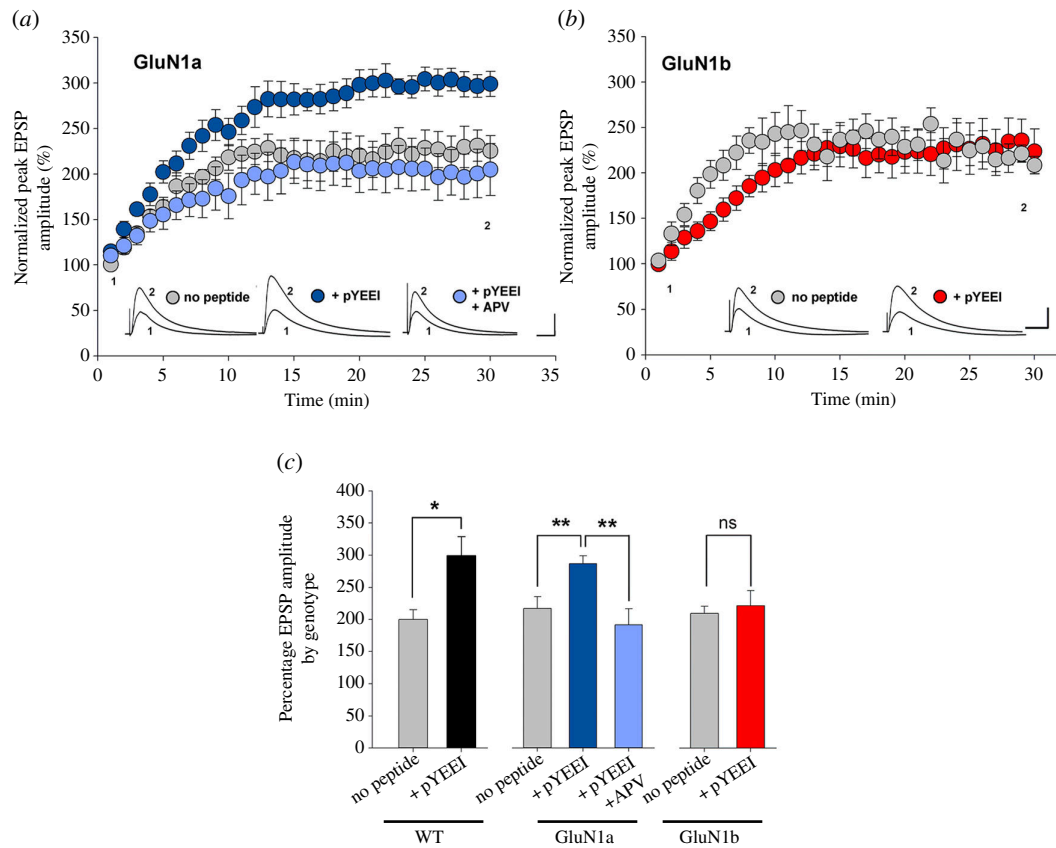 (a)
GluN1a
Normalized peak EPSP
amplitude (%)
350
300
250
200
150
100
50
0
1
2
2
1
no peptide
2
1
+ pYEEI
2
1
+ pYEEI
+ APV
0 5 10 15 20 25 30 35
Time (min)
(b)
GluN1b
Normalized peak EPSP
amplitude (%)
350
300
250
200
150
100
50
0
1
2
2
1
no peptide
2
1
+ pYEEI
0 5 10 15 20 25 30
Time (min)
(c)
Percentage EPSP amplitude
by genotype
400
350
300
250
200
150
100
50
0
*
**
**
ns
no peptide
+ pYEEI
no peptide
+ pYEEI
+ pYEEI
+APV
no peptide
+ pYEEI
WT
GluN1a
GluN1b